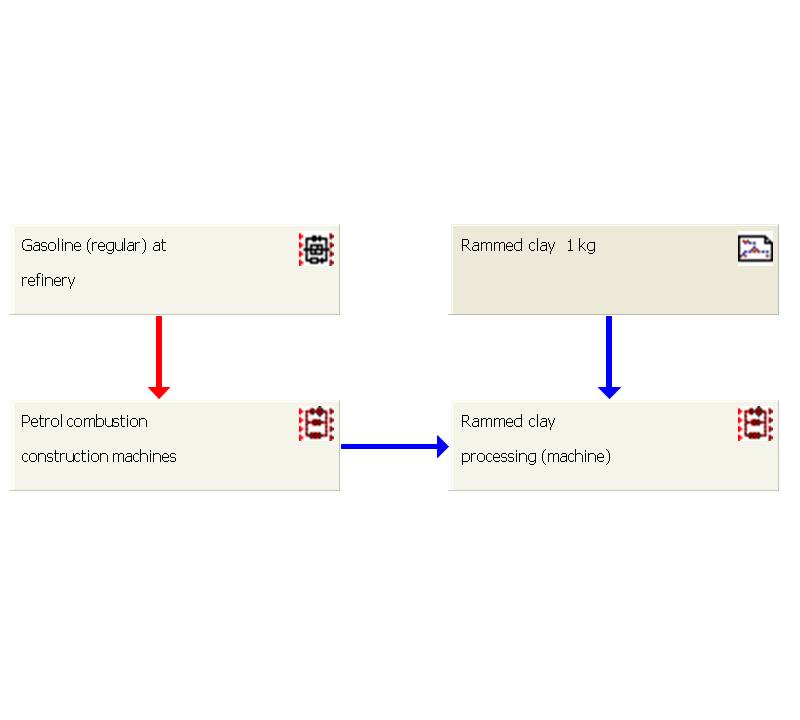 Gasoline (regular) at
refinery
Rammed clay 1 kg
Petrol combustion
construction machines
Rammed clay
processing (machine)